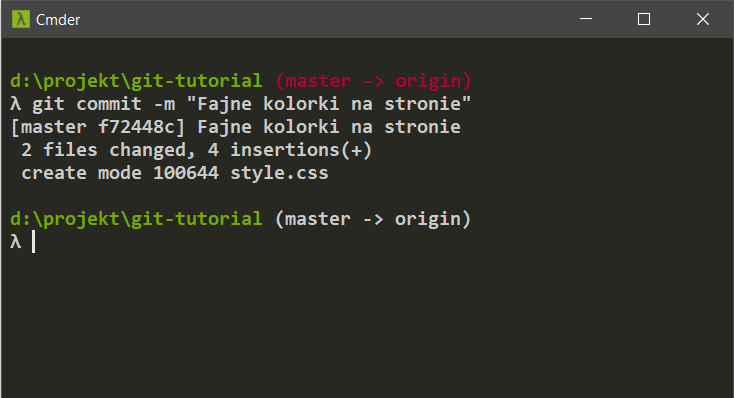 λ Cmder
d:\projekt\git-tutorial (master -> origin)
λ git commit -m "Fajne kolorki na stronie"
[master f72448c] Fajne kolorki na stronie
 2 files changed, 4 insertions(+)
 create mode 100644 style.css
d:\projekt\git-tutorial (master -> origin)
λ